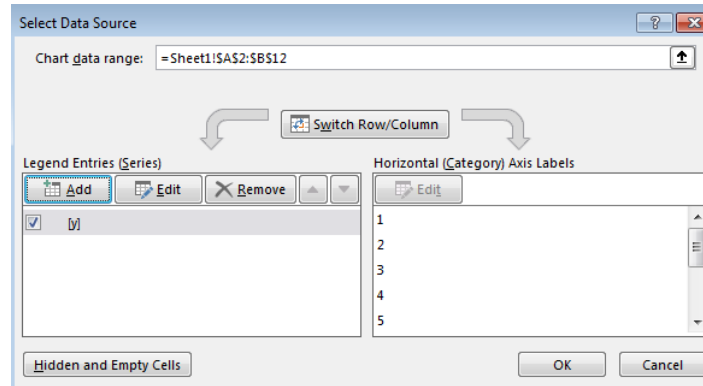 Select Data Source
Chart data range: =Sheet1!$A$2:$B$12
Switch Row/Column
Legend Entries (Series)
Horizontal (Category) Axis Labels
Add Edit Remove
Edit
[y]
1
2
3
4
5
Hidden and Empty Cells
OK Cancel